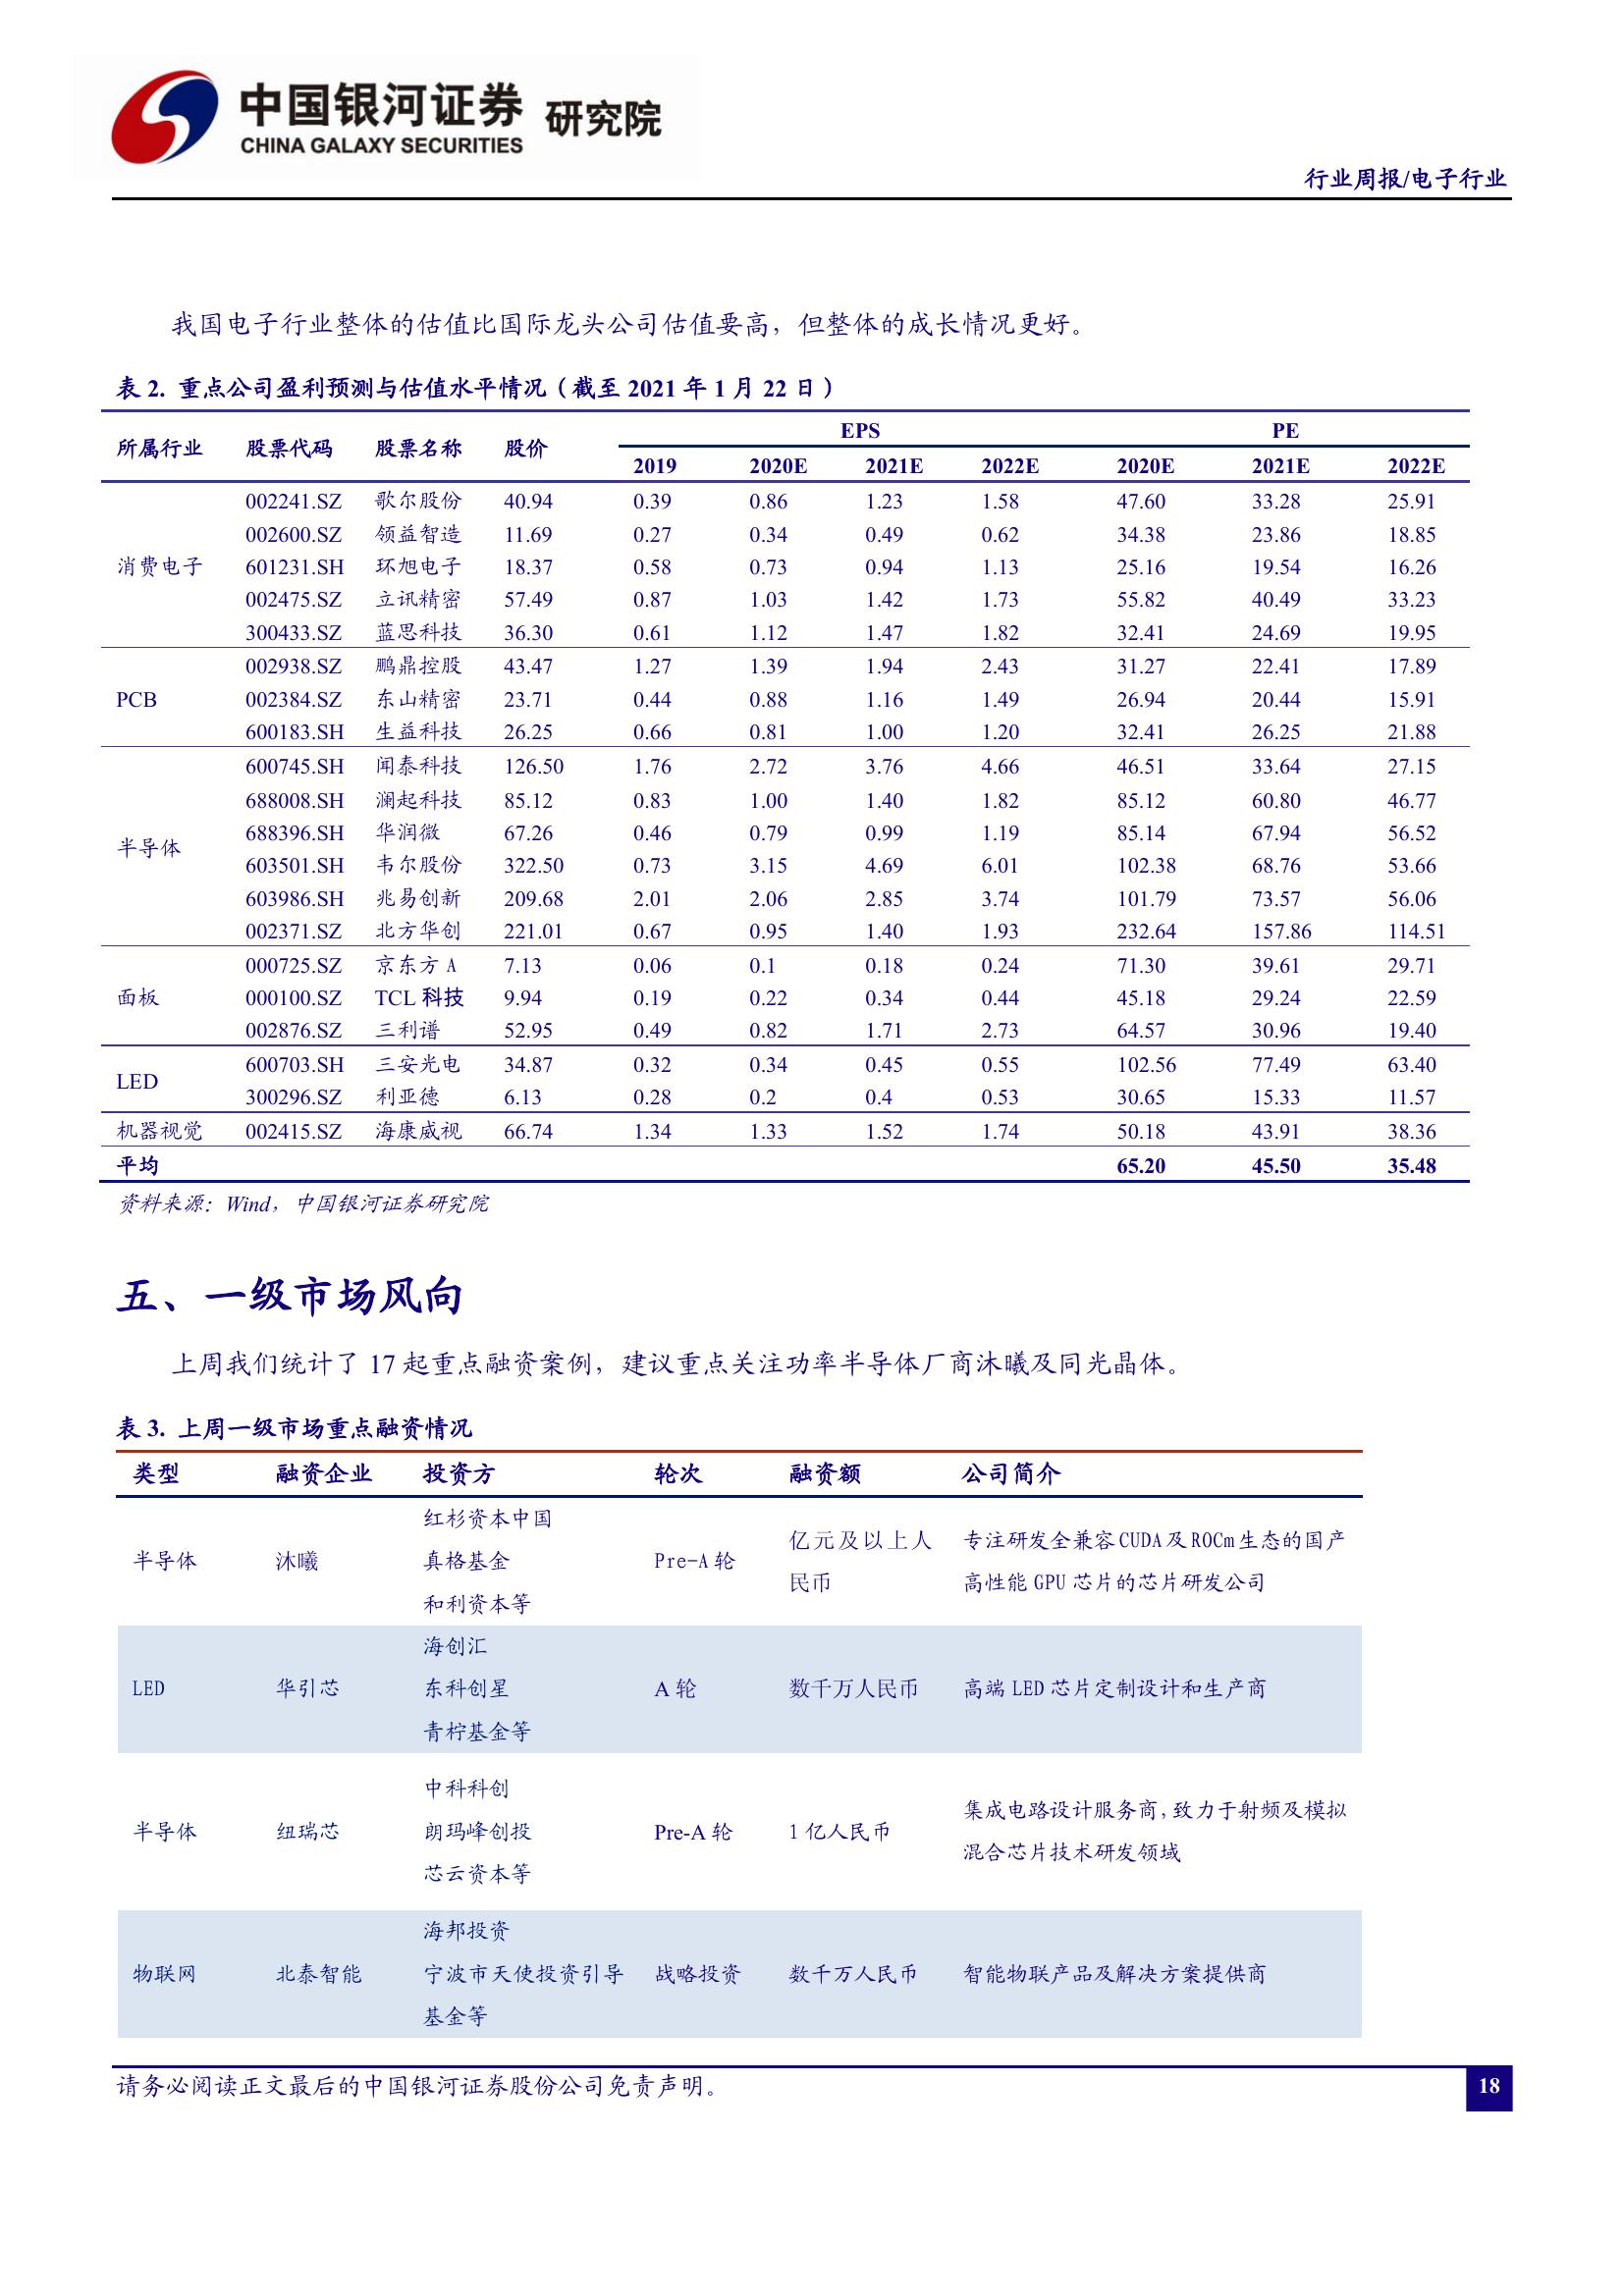 中国银河证券 研究院
CHINA GALAXY SECURITIES
行业周报/电子行业
我国电子行业整体的估值比国际龙头公司估值要高，但整体的成长情况更好。
表 2. 重点公司盈利预测与估值水平情况（截至 2021 年 1 月 22 日）
所属行业 股票代码 股票名称 股价 EPS PE
2019 2020E 2021E 2022E 2020E 2021E 2022E
002241.SZ 歌尔股份 40.94 0.39 0.86 1.23 1.58 47.60 33.28 25.91
002600.SZ 领益智造 11.69 0.27 0.34 0.49 0.62 34.38 23.86 18.85
消费电子 601231.SH 环旭电子 18.37 0.58 0.73 0.94 1.13 25.16 19.54 16.26
002475.SZ 立讯精密 57.49 0.87 1.03 1.42 1.73 55.82 40.49 33.23
300433.SZ 蓝思科技 36.30 0.61 1.12 1.47 1.82 32.41 24.69 19.95
002938.SZ 鹏鼎控股 43.47 1.27 1.39 1.94 2.43 31.27 22.41 17.89
PCB 002384.SZ 东山精密 23.71 0.44 0.88 1.16 1.49 26.94 20.44 15.91
600183.SH 生益科技 26.25 0.66 0.81 1.00 1.20 32.41 26.25 21.88
600745.SH 闻泰科技 126.50 1.76 2.72 3.76 4.66 46.51 33.64 27.15
688008.SH 澜起科技 85.12 0.83 1.00 1.40 1.82 85.12 60.80 46.77
半导体 688396.SH 华润微 67.26 0.46 0.79 0.99 1.19 85.14 67.94 56.52
603501.SH 韦尔股份 322.50 0.73 3.15 4.69 6.01 102.38 68.76 53.66
603986.SH 兆易创新 209.68 2.01 2.06 2.85 3.74 101.79 73.57 56.06
002371.SZ 北方华创 221.01 0.67 0.95 1.40 1.93 232.64 157.86 114.51
000725.SZ 京东方 A 7.13 0.06 0.1 0.18 0.24 71.30 39.61 29.71
面板 000100.SZ TCL 科技 9.94 0.19 0.22 0.34 0.44 45.18 29.24 22.59
002876.SZ 三利谱 52.95 0.49 0.82 1.71 2.73 64.57 30.96 19.40
LED 600703.SH 三安光电 34.87 0.32 0.34 0.45 0.55 102.56 77.49 63.40
300296.SZ 利亚德 6.13 0.28 0.2 0.4 0.53 30.65 15.33 11.57
机器视觉 002415.SZ 海康威视 66.74 1.34 1.33 1.52 1.74 50.18 43.91 38.36
平均 65.20 45.50 35.48
资料来源：Wind，中国银河证券研究院
五、一级市场风向
上周我们统计了 17 起重点融资案例，建议重点关注功率半导体厂商沐曦及同光晶体。
表 3. 上周一级市场重点融资情况
类型 融资企业 投资方 轮次 融资额 公司简介
半导体 沐曦 红杉资本中国
真格基金
和利资本等
Pre-A 轮 亿元及以上人
民币
专注研发全兼容 CUDA 及 ROCm 生态的国产
高性能 GPU 芯片的芯片研发公司
LED 华引芯 海创汇
东科创星
青柠基金等
A 轮 数千万人民币 高端 LED 芯片定制设计和生产商
半导体 纽瑞芯 中科科创
朗玛峰创投
芯云资本等
Pre-A 轮 1 亿人民币 集成电路设计服务商，致力于射频及模拟
混合芯片技术研发领域
物联网 北泰智能 海邦投资
宁波市天使投资引导
基金等
战略投资 数千万人民币 智能物联产品及解决方案提供商
请务必阅读正文最后的中国银河证券股份公司免责声明。
18